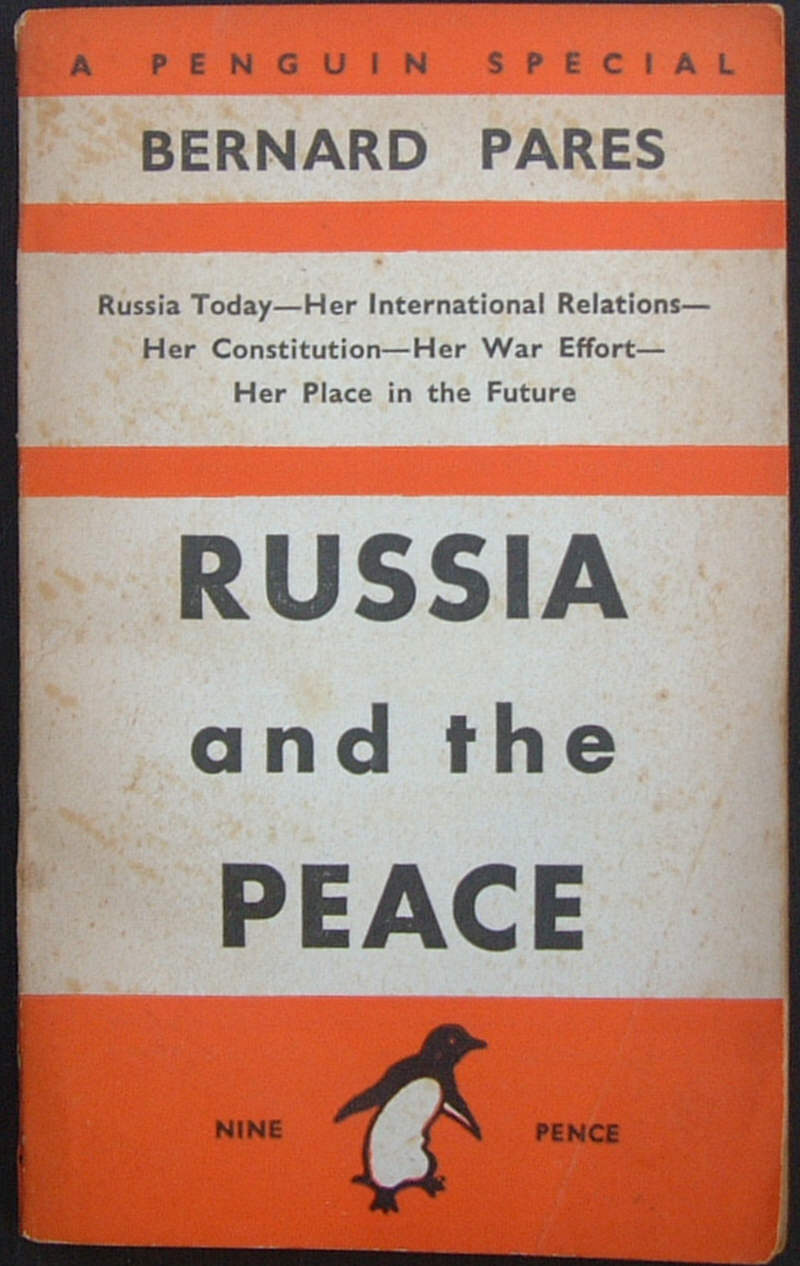 A PENGUIN SPECIAL
BERNARD PARES
Russia Today—Her International Relations—
Her Constitution—Her War Effort—
Her Place in the Future
RUSSIA
and the
PEACE
NINE PENCE